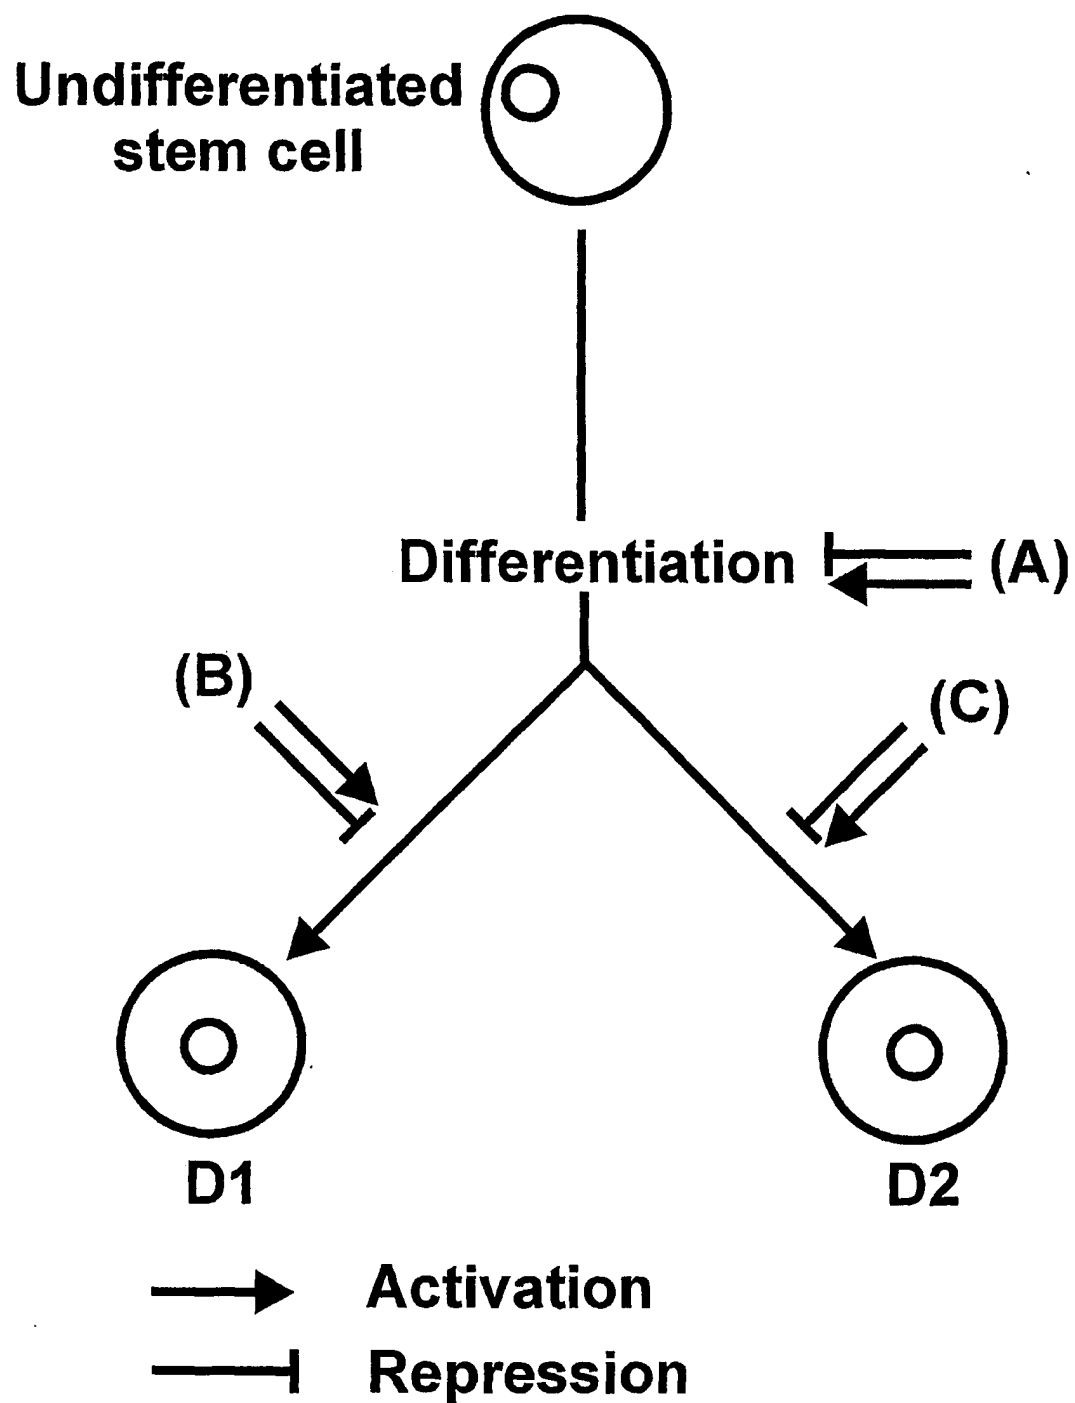 Undifferentiated
stem cell
Differentiation
(A)
(B)
(C)
D1
D2
Activation
Repression